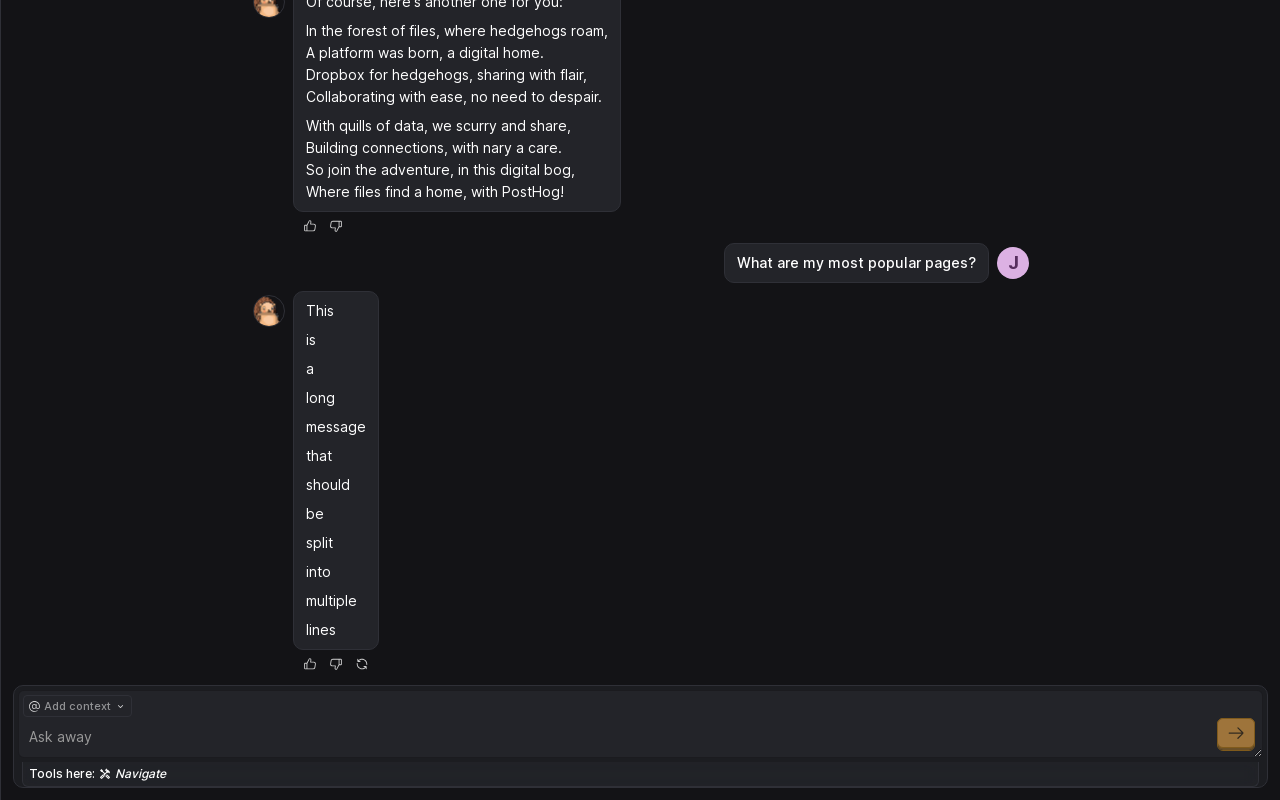 Of course, here's another one for you:
In the forest of files, where hedgehogs roam,
A platform was born, a digital home.
Dropbox for hedgehogs, sharing with flair,
Collaborating with ease, no need to despair.
With quills of data, we scurry and share,
Building connections, with nary a care.
So join the adventure, in this digital bog,
Where files find a home, with PostHog!
What are my most popular pages?
J
This
is
a
long
message
that
should
be
split
into
multiple
lines
@ Add context
Ask away
Tools here: Navigate